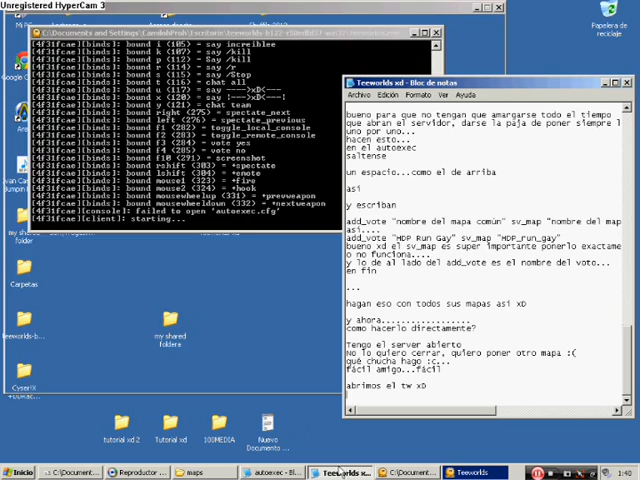 Unregistered HyperCam 3
Papelera de reciclaje
[4f31fcae][binds]: bound i (105) = say increiblee
[4f31fcae][binds]: bound k (107) = kill
[4f31fcae][binds]: bound p (112) = Say /kill
[4f31fcae][binds]: bound r (114) = say /r
[4f31fcae][binds]: bound s (115) = say /Stop
[4f31fcae][binds]: bound t (116) = chat all
[4f31fcae][binds]: bound y (121) = chat team
[4f31fcae][binds]: bound right (275) = spectate_next
[4f31fcae][binds]: bound left (276) = spectate_previous
[4f31fcae][binds]: bound f1 (282) = toggle_local_console
[4f31fcae][binds]: bound f2 (283) = toggle_remote_console
[4f31fcae][binds]: bound f3 (284) = vote yes
[4f31fcae][binds]: bound f4 (285) = vote no
[4f31fcae][binds]: bound f10 (291) = screenshot
[4f31fcae][binds]: bound rshift (303) = +spectate
[4f31fcae][binds]: bound lshift (304) = +emote
[4f31fcae][binds]: bound mouse1 (323) = +fire
[4f31fcae][binds]: bound mouse2 (324) = +hook
[4f31fcae][binds]: bound mousewheelup (331) = +prevweapon
[4f31fcae][binds]: bound mousewheeldown (332) = +nextweapon
[4f31fcae][console]: failed to open 'autoexec.cfg'
[4f31fcae][client]: starting...
Teeworlds xd - Bloc de notas
Archivo Edición Formato Ver Ayuda
bueno para que no tengan que amargarse todo el tiempo
que abran el servidor, darse la paja de poner siempre l
uno por uno...
hacen esto...
en el autoexec
saltense
un espacio...como el de arriba
asi
y escriban
add_vote "nombre del mapa común" sv_map "nombre del map
asi....
add_vote "HDP Run Gay" sv_map "HDP_run_gay"
bueno xd el sv_map es super importante ponerlo exactame
o no funciona....
y lo de al lado del add_vote es el nombre del voto...
en fin
...
hagan eso con todos sus mapas asi xD
y ahora.................
como hacerlo directamente?
Tengo el server abierto
No lo quiero cerrar, quiero poner otro mapa :(
qué chucha hago :c...
fácil amigo...fácil
abrimos el tw xD
shared folder
Carpetas
Teeworlds-b...
my shared folders
tutorial xd 2
Tutorial xd
100MEDIA
Nuevo Documento ...
Inicio
C:\Document...
Reproductor ...
maps
autoexec - Bl...
Teeworlds x...
C:\Document...
Teeworlds
1:40